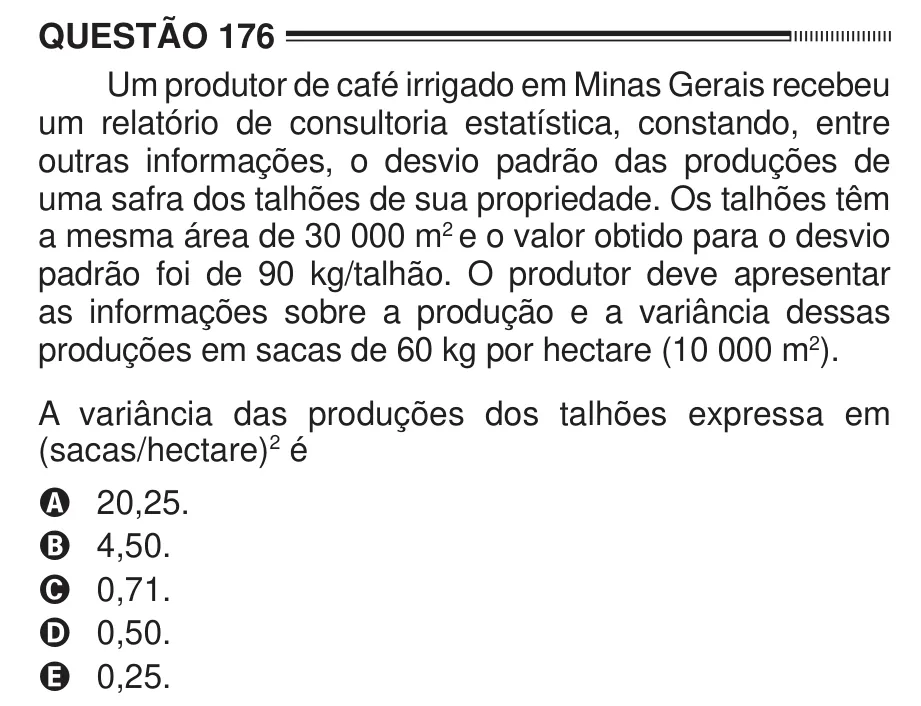 QUESTÃO 176
Um produtor de café irrigado em Minas Gerais recebeu
um relatório de consultoria estatística, constando, entre
outras informações, o desvio padrão das produções de
uma safra dos talhões de sua propriedade. Os talhões têm
a mesma área de 30 000 m² e o valor obtido para o desvio
padrão foi de 90 kg/talhão. O produtor deve apresentar
as informações sobre a produção e a variância dessas
produções em sacas de 60 kg por hectare (10 000 m²).
A variância das produções dos talhões expressa em
(sacas/hectare)² é
A 20,25.
B 4,50.
C 0,71.
D 0,50.
E 0,25.